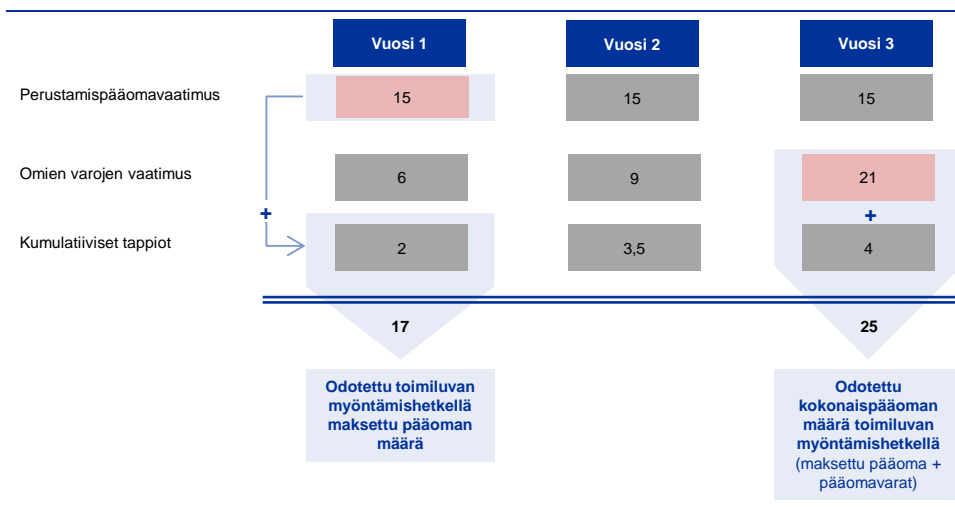 Vuosi 1
Vuosi 2
Vuosi 3
Perustamispääomavaatimus
15
15
15
Omien varojen vaatimus
6
9
21
+
+
Kumulatiiviset tappiot
2
3,5
4
17
25
Odotettu toimiluvan
myöntämishetkellä
maksettu pääoman
määrä
Odotettu
kokonaispääoman
määrä toimiluvan
myöntämishetkellä
(maksettu pääoma +
pääomavarat)